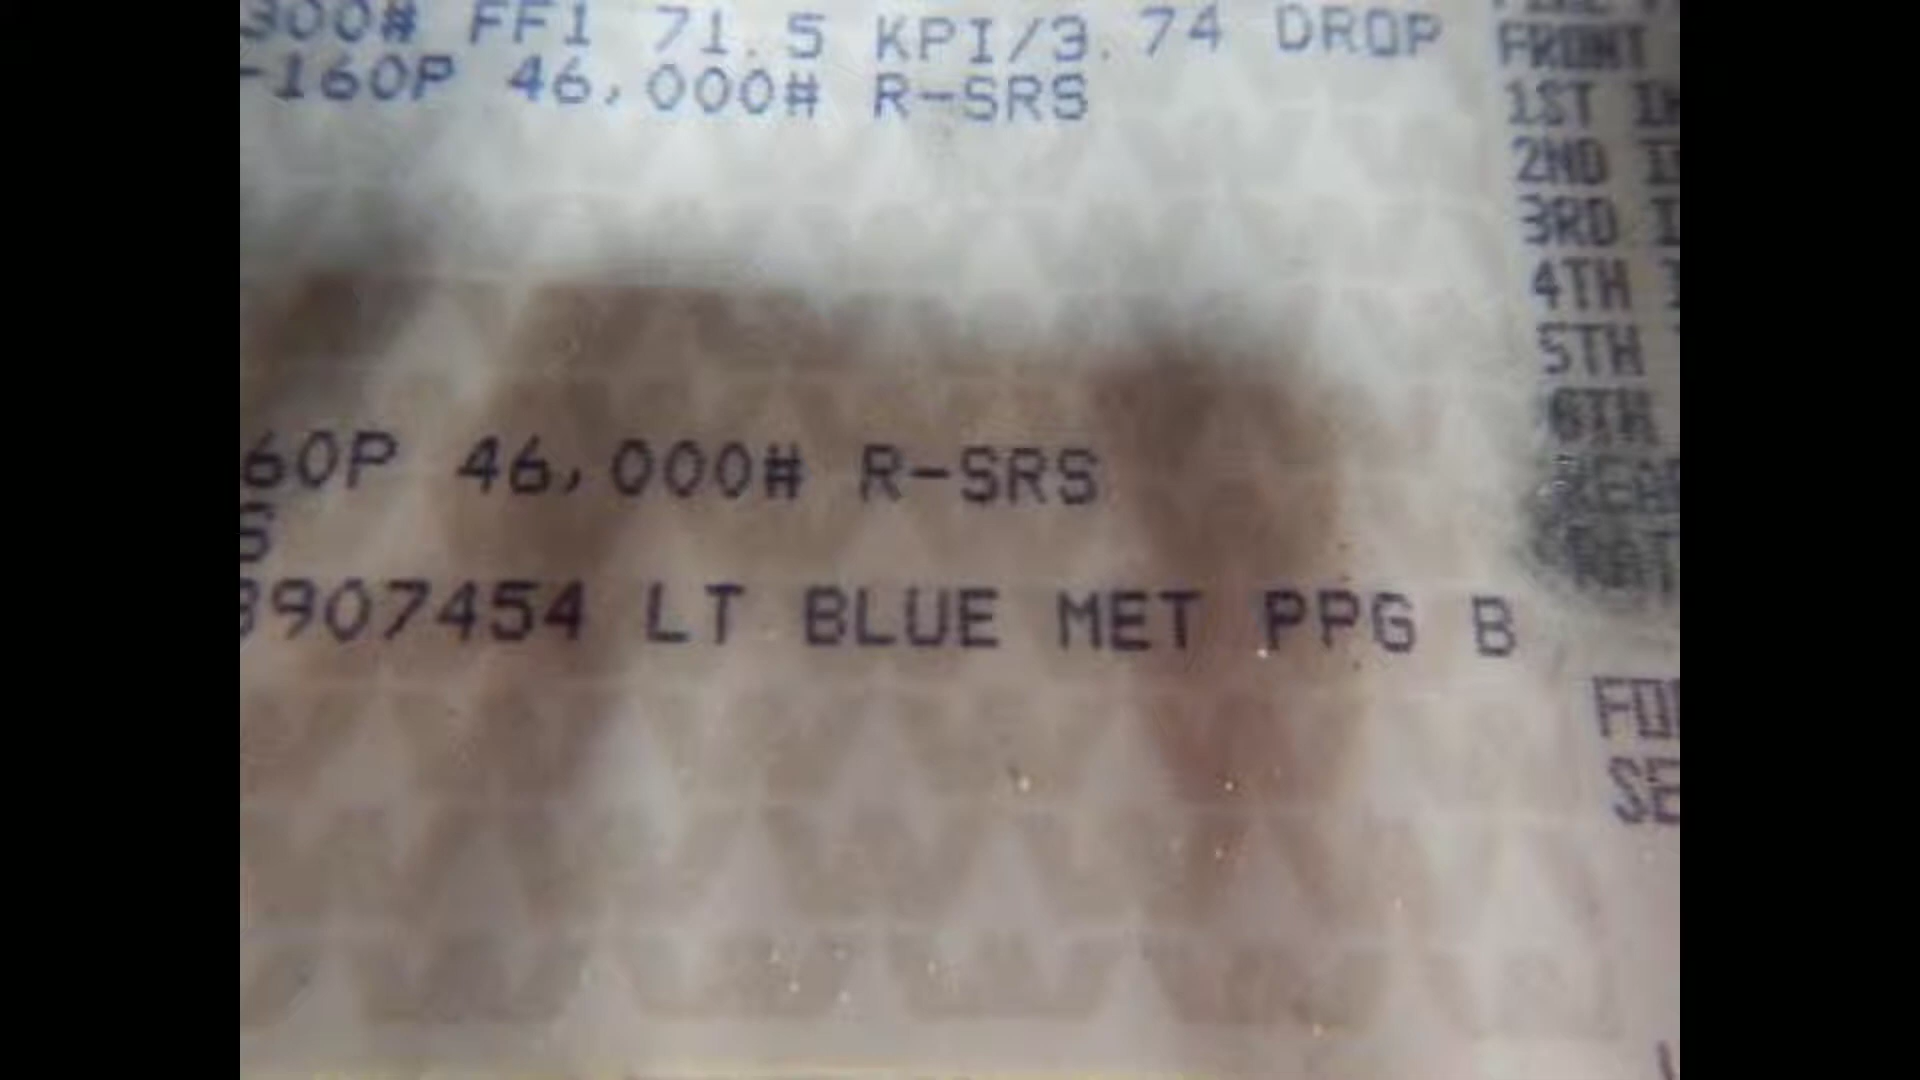 300# FF1 71.5 KPI/3.74 DROP
-160P 46,000# R-SRS
60P 46,000# R-SRS
S
3907454 LT BLUE MET PPG B
FRONT
1ST
2ND
3RD
4TH
5TH
6TH